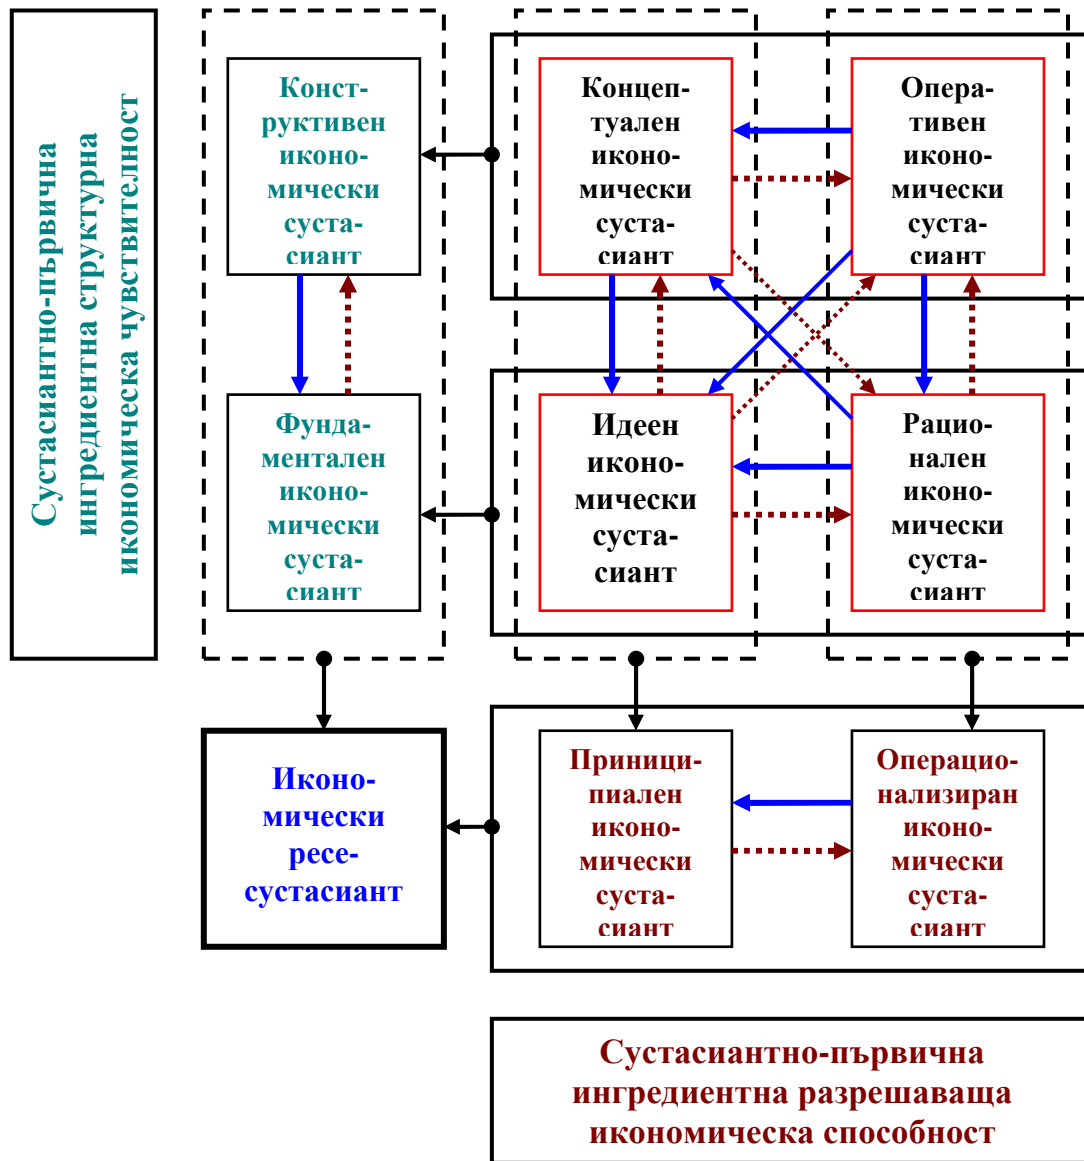 Сустасиантно-първична
ингредиентна структурна
икономическа чувствителност
Конст-
руктивен
иконо-
мически
суста-
сиант
Концеп-
туален
иконо-
мически
суста-
сиант
Опера-
тивен
иконо-
мически
суста-
сиант
Фунда-
ментален
иконо-
мически
суста-
сиант
Идеен
иконо-
мически
суста-
сиант
Рацио-
нален
иконо-
мически
суста-
сиант
Иконо-
мически
ресе-
сустасиант
Приници-
пиален
иконо-
мически
суста-
сиант
Операцио-
нализиран
иконо-
мически
суста-
сиант
Сустасиантно-първична
ингредиентна разрешаваща
икономическа способност